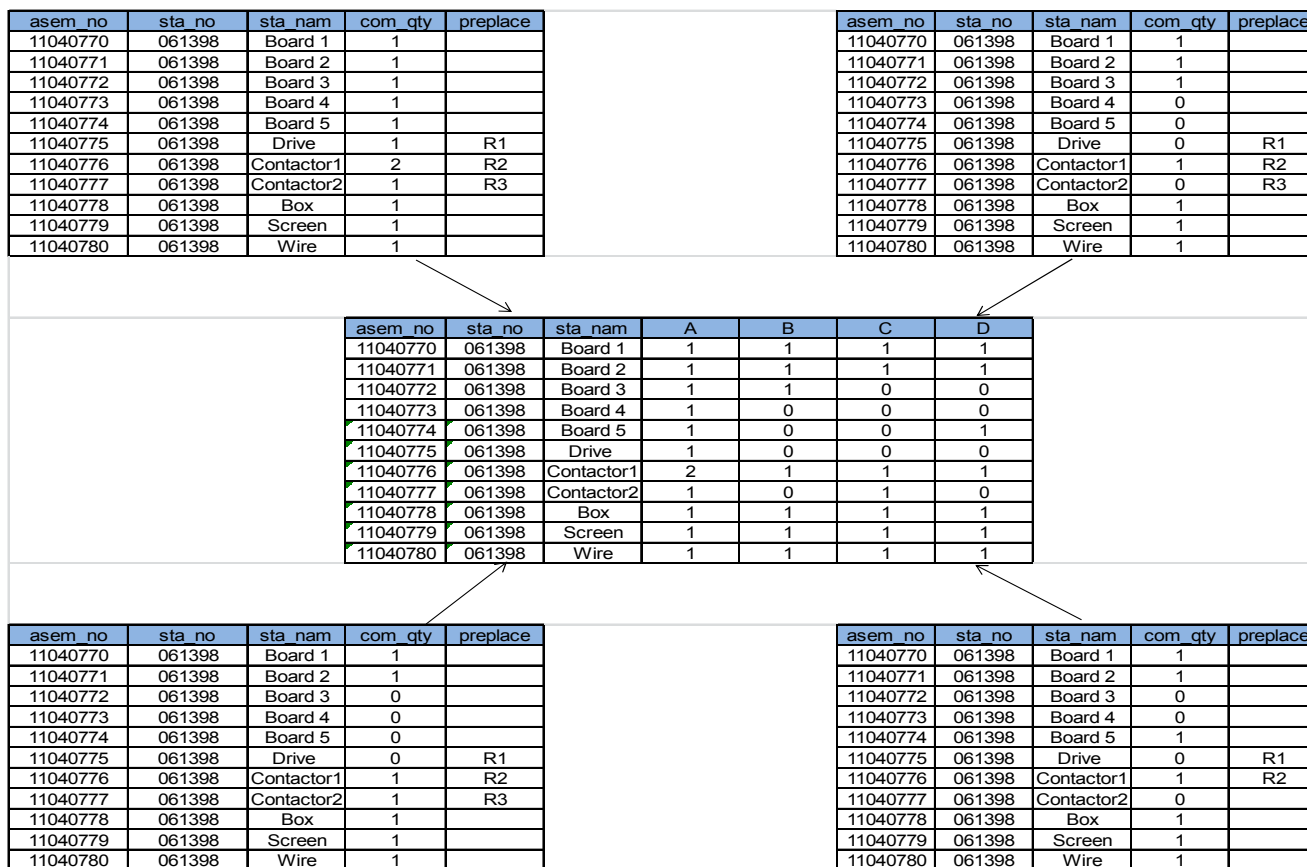 asem_no sta_no sta_nam com_qty preplace
11040770 061398 Board 1 1
11040771 061398 Board 2 1
11040772 061398 Board 3 1
11040773 061398 Board 4 1
11040774 061398 Board 5 1
11040775 061398 Drive 1 R1
11040776 061398 Contactor1 2 R2
11040777 061398 Contactor2 1 R3
11040778 061398 Box 1
11040779 061398 Screen 1
11040780 061398 Wire 1
asem_no sta_no sta_nam com_qty preplace
11040770 061398 Board 1 1
11040771 061398 Board 2 1
11040772 061398 Board 3 1
11040773 061398 Board 4 0
11040774 061398 Board 5 0
11040775 061398 Drive 0 R1
11040776 061398 Contactor1 1 R2
11040777 061398 Contactor2 0 R3
11040778 061398 Box 1
11040779 061398 Screen 1
11040780 061398 Wire 1
asem_no sta_no sta_nam A B C D
11040770 061398 Board 1 1 1 1 1
11040771 061398 Board 2 1 1 1 1
11040772 061398 Board 3 1 1 0 0
11040773 061398 Board 4 1 0 0 0
11040774 061398 Board 5 1 0 0 1
11040775 061398 Drive 1 0 0 0
11040776 061398 Contactor1 2 1 1 1
11040777 061398 Contactor2 1 0 1 0
11040778 061398 Box 1 1 1 1
11040779 061398 Screen 1 1 1 1
11040780 061398 Wire 1 1 1 1
asem_no sta_no sta_nam com_qty preplace
11040770 061398 Board 1 1
11040771 061398 Board 2 1
11040772 061398 Board 3 0
11040773 061398 Board 4 0
11040774 061398 Board 5 0
11040775 061398 Drive 0 R1
11040776 061398 Contactor1 1 R2
11040777 061398 Contactor2 1 R3
11040778 061398 Box 1
11040779 061398 Screen 1
11040780 061398 Wire 1
asem_no sta_no sta_nam com_qty preplace
11040770 061398 Board 1 1
11040771 061398 Board 2 1
11040772 061398 Board 3 0
11040773 061398 Board 4 0
11040774 061398 Board 5 1
11040775 061398 Drive 0 R1
11040776 061398 Contactor1 1 R2
11040777 061398 Contactor2 0
11040778 061398 Box 1
11040779 061398 Screen 1
11040780 061398 Wire 1